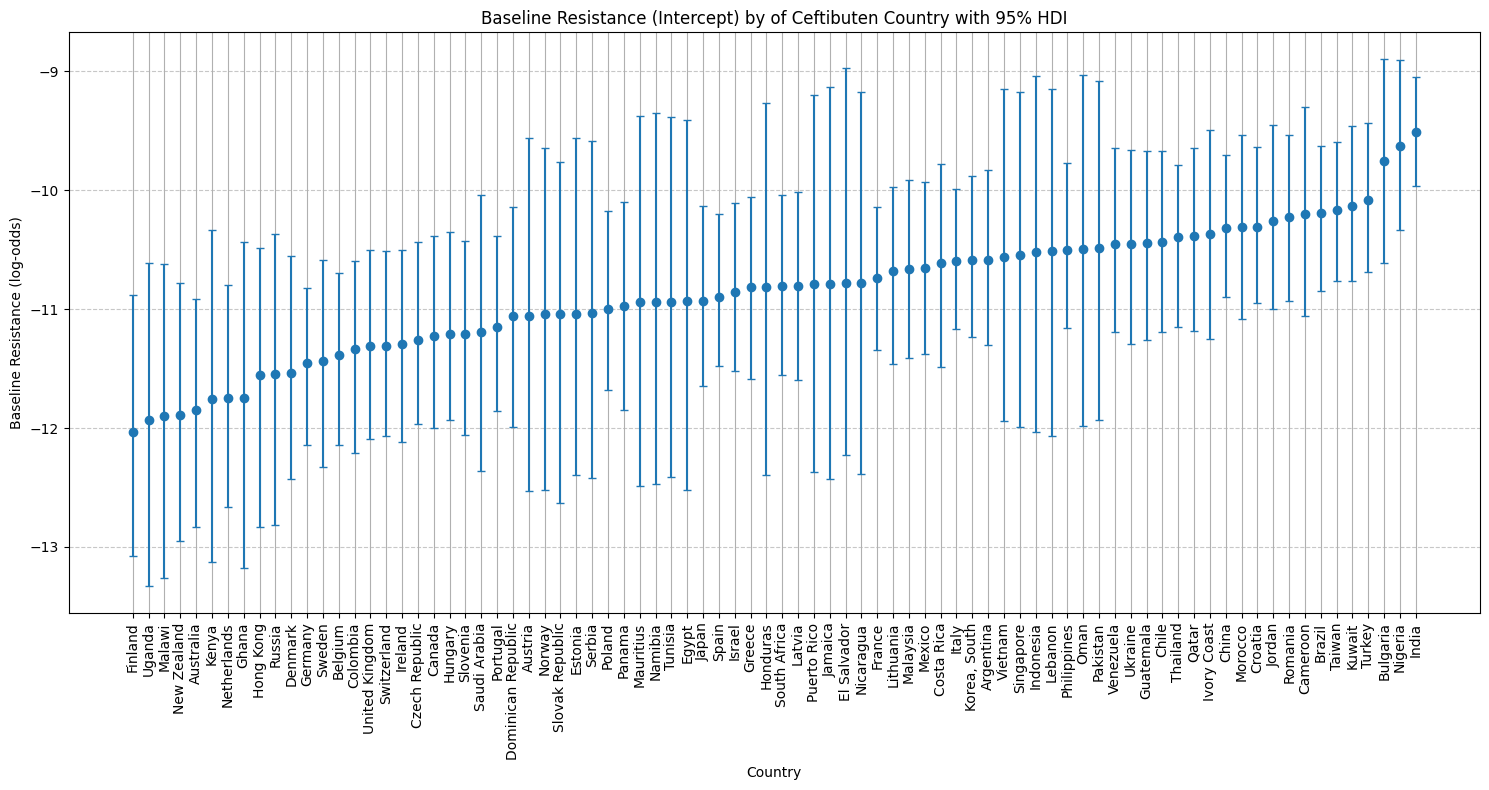 Baseline Resistance (Intercept) by of Ceftibuten Country with 95% HDI
Baseline Resistance (log-odds)
−9
−10
−11
−12
−13
Finland
Uganda
Malawi
New Zealand
Australia
Kenya
Netherlands
Ghana
Hong Kong
Russia
Denmark
Germany
Sweden
Belgium
Colombia
United Kingdom
Switzerland
Ireland
Czech Republic
Canada
Hungary
Slovenia
Saudi Arabia
Portugal
Dominican Republic
Austria
Norway
Slovak Republic
Estonia
Serbia
Poland
Panama
Mauritius
Namibia
Tunisia
Egypt
Japan
Spain
Israel
Greece
Honduras
South Africa
Latvia
Puerto Rico
Jamaica
El Salvador
Nicaragua
France
Lithuania
Malaysia
Mexico
Costa Rica
Italy
Korea, South
Argentina
Vietnam
Singapore
Indonesia
Lebanon
Philippines
Oman
Pakistan
Venezuela
Ukraine
Guatemala
Chile
Thailand
Qatar
Ivory Coast
China
Morocco
Croatia
Jordan
Romania
Cameroon
Brazil
Taiwan
Kuwait
Turkey
Bulgaria
Nigeria
India
Country